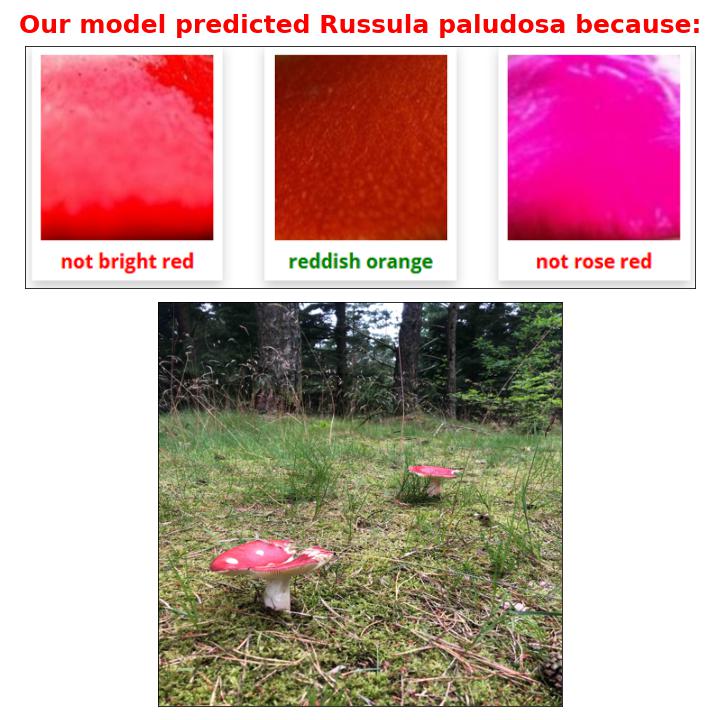 Our model predicted Russula paludosa because:
not bright red
reddish orange
not rose red